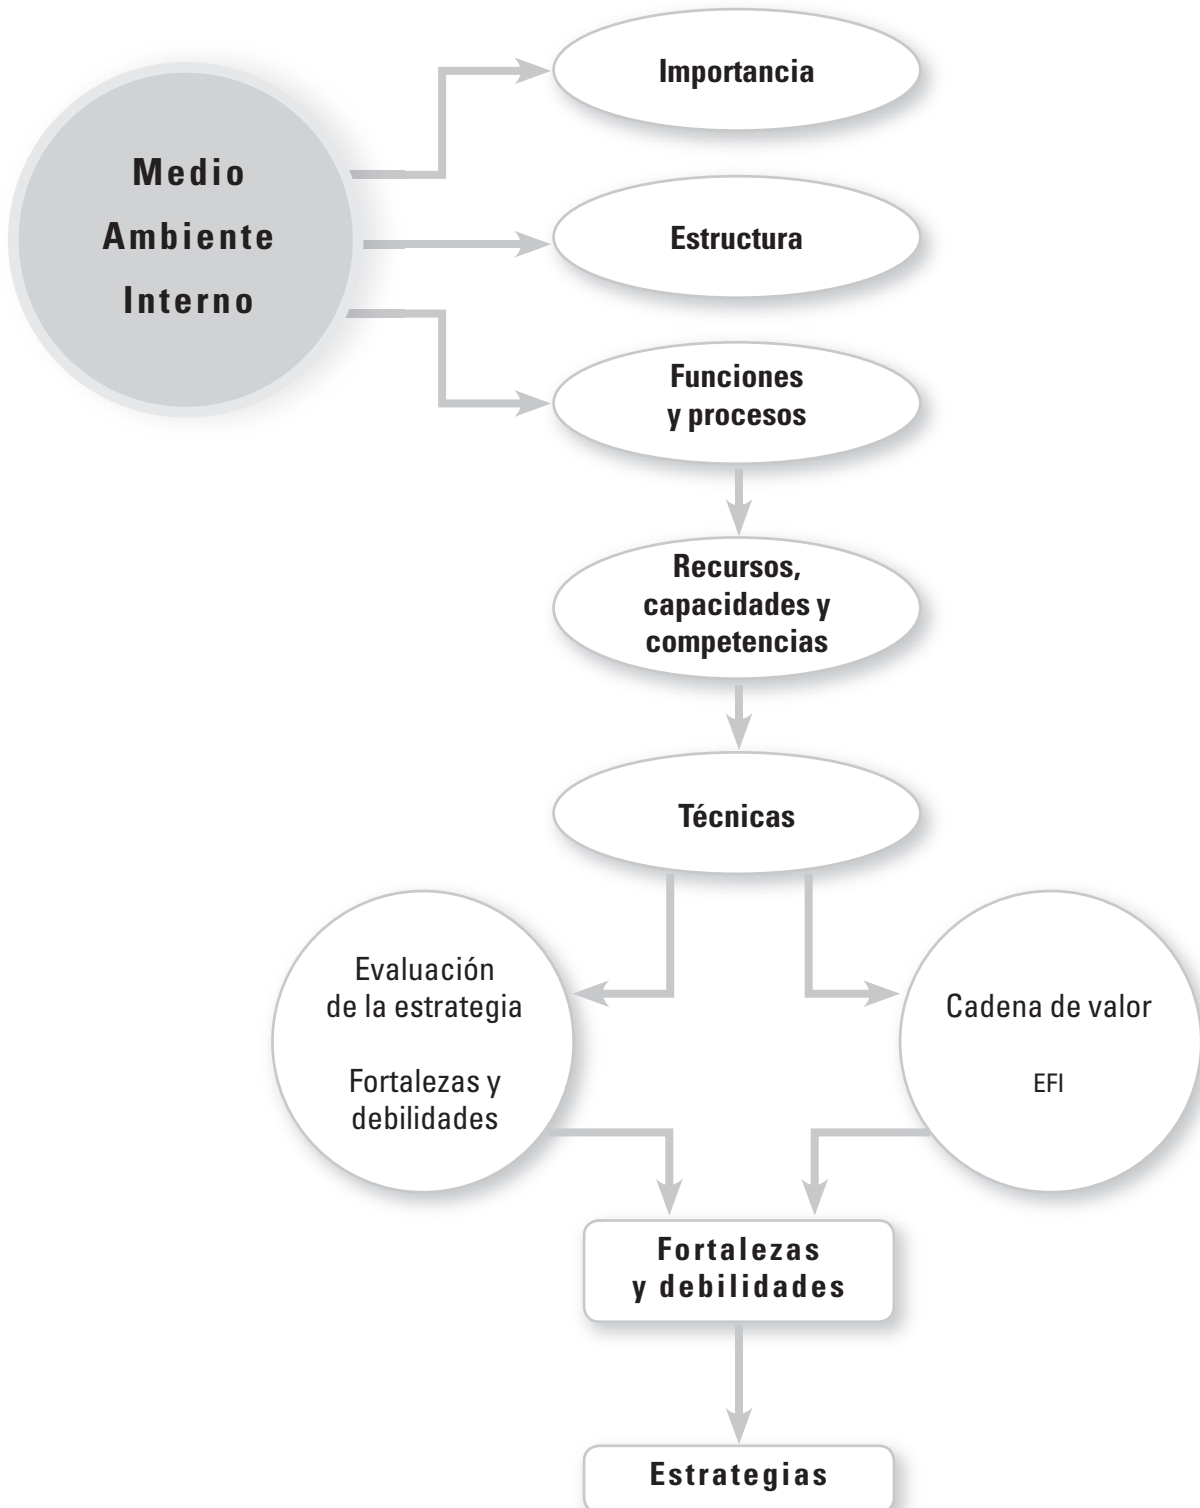 Importancia
Medio
Ambiente
Interno
Estructura
Funciones
y procesos
Recursos,
capacidades y
competencias
Técnicas
Evaluación
de la estrategia
Fortalezas y
debilidades
Cadena de valor
EFI
Fortalezas
y debilidades
Estrategias